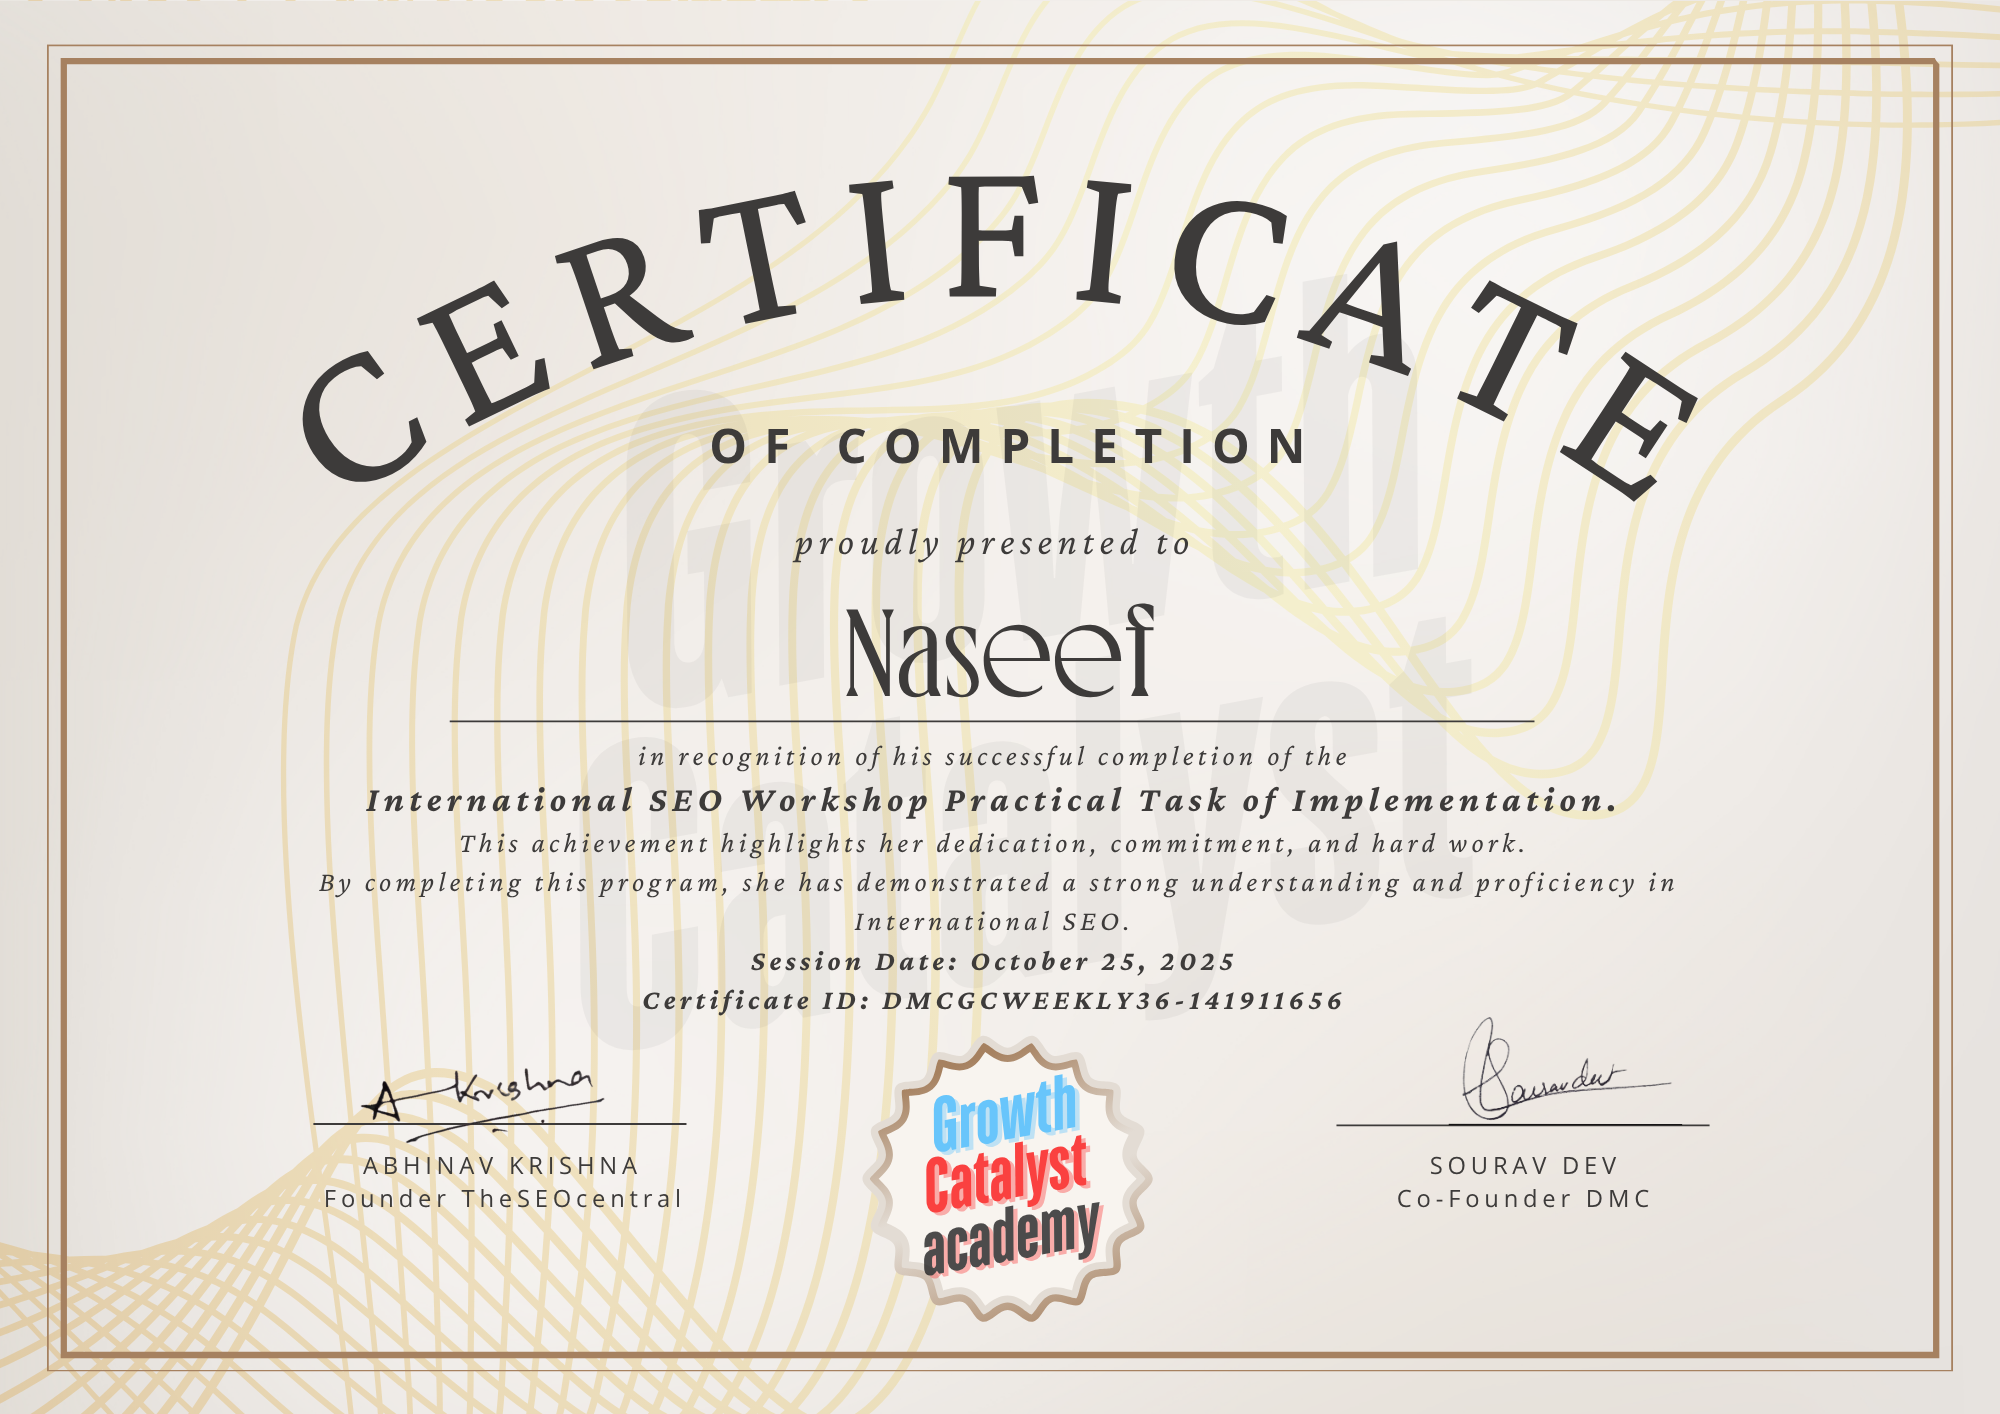 CERTIFICATE
OF COMPLETION
proudly presented to
Naseef
in recognition of his successful completion of the
International SEO Workshop Practical Task of Implementation.
This achievement highlights her dedication, commitment, and hard work.
By completing this program, she has demonstrated a strong understanding and proficiency in
International SEO.
Session Date: October 25, 2025
Certificate ID: DMCGCWEEKLY36-141911656
Growth
Catalyst
A Krishna
Souravdev
ABHINAV KRISHNA
Founder TheSEOcentral
Growth
Catalyst
academy
SOURAV DEV
Co-Founder DMC